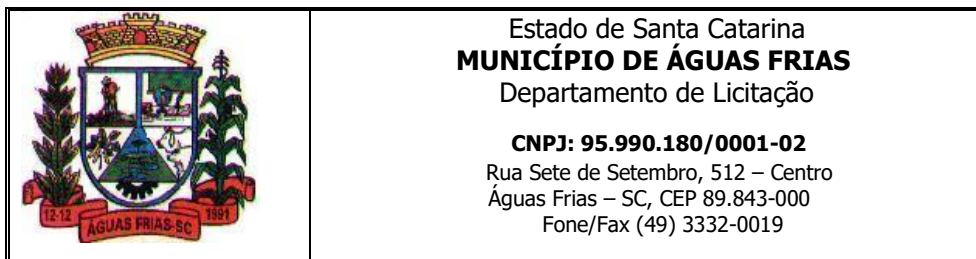 12-12
ÁGUAS FRIAS-SC
1991
Estado de Santa Catarina
MUNICÍPIO DE ÁGUAS FRIAS
Departamento de Licitação
CNPJ: 95.990.180/0001-02
Rua Sete de Setembro, 512 – Centro
Águas Frias – SC, CEP 89.843-000
Fone/Fax (49) 3332-0019